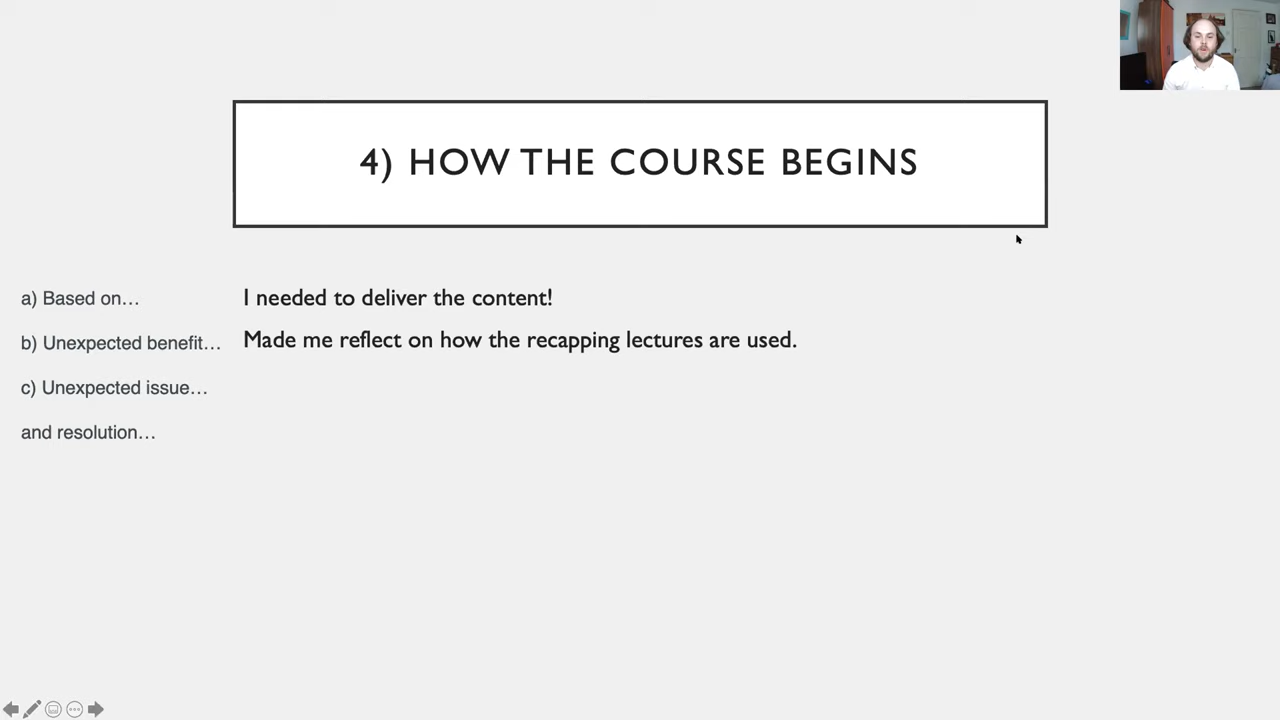 4) HOW THE COURSE BEGINS
a) Based on… I needed to deliver the content!
b) Unexpected benefit… Made me reflect on how the recapping lectures are used.
c) Unexpected issue…
and resolution…